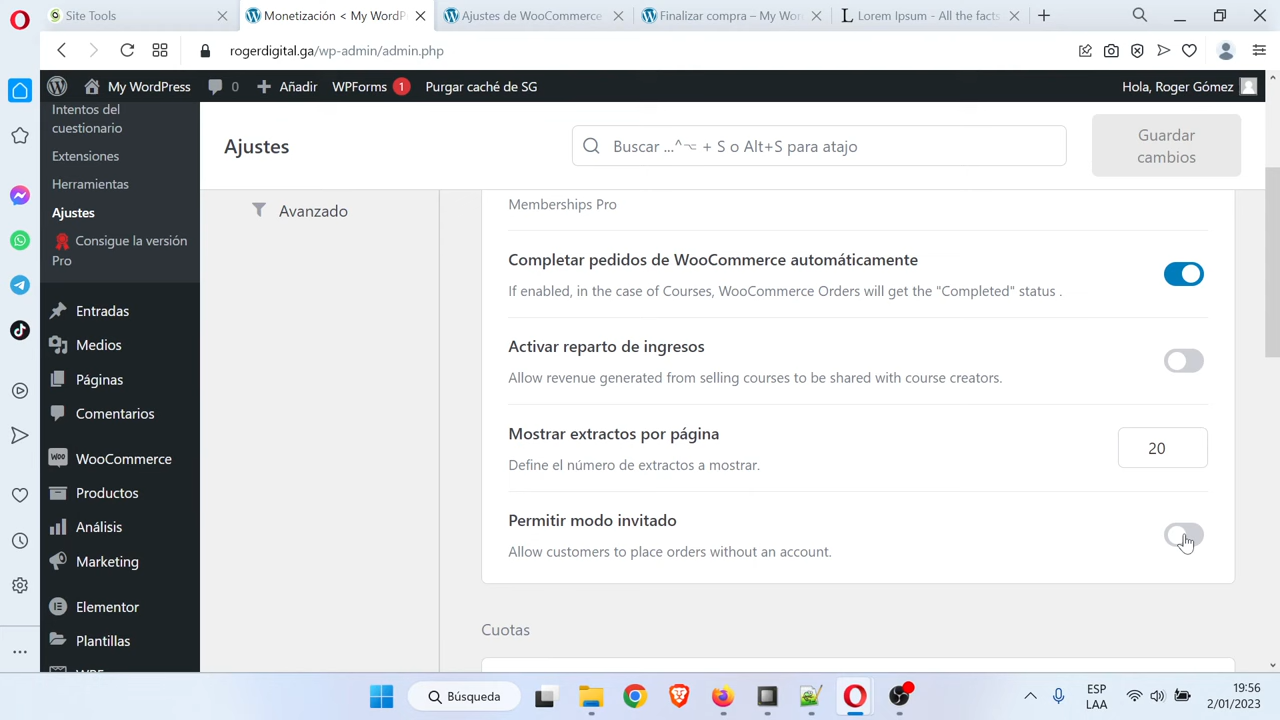 Site Tools
Monetización < My WordP
Ajustes de WooCommerce
Finalizar compra – My Wor
Lorem Ipsum - All the facts
rogerdigital.ga/wp-admin/admin.php
My WordPress
0
Añadir
WPForms 1
Purgar caché de SG
Hola, Roger Gómez
Intentos del
cuestionario
Extensiones
Herramientas
Ajustes
Consigue la versión
Pro
Entradas
Medios
Páginas
Comentarios
WooCommerce
Productos
Análisis
Marketing
Elementor
Plantillas
Ajustes
Buscar ...^⌥ + S o Alt+S para atajo
Guardar
cambios
Avanzado
Memberships Pro
Completar pedidos de WooCommerce automáticamente
If enabled, in the case of Courses, WooCommerce Orders will get the "Completed" status .
Activar reparto de ingresos
Allow revenue generated from selling courses to be shared with course creators.
Mostrar extractos por página
20
Define el número de extractos a mostrar.
Permitir modo invitado
Allow customers to place orders without an account.
Cuotas
Búsqueda
ESP
LAA
19:56
2/01/2023